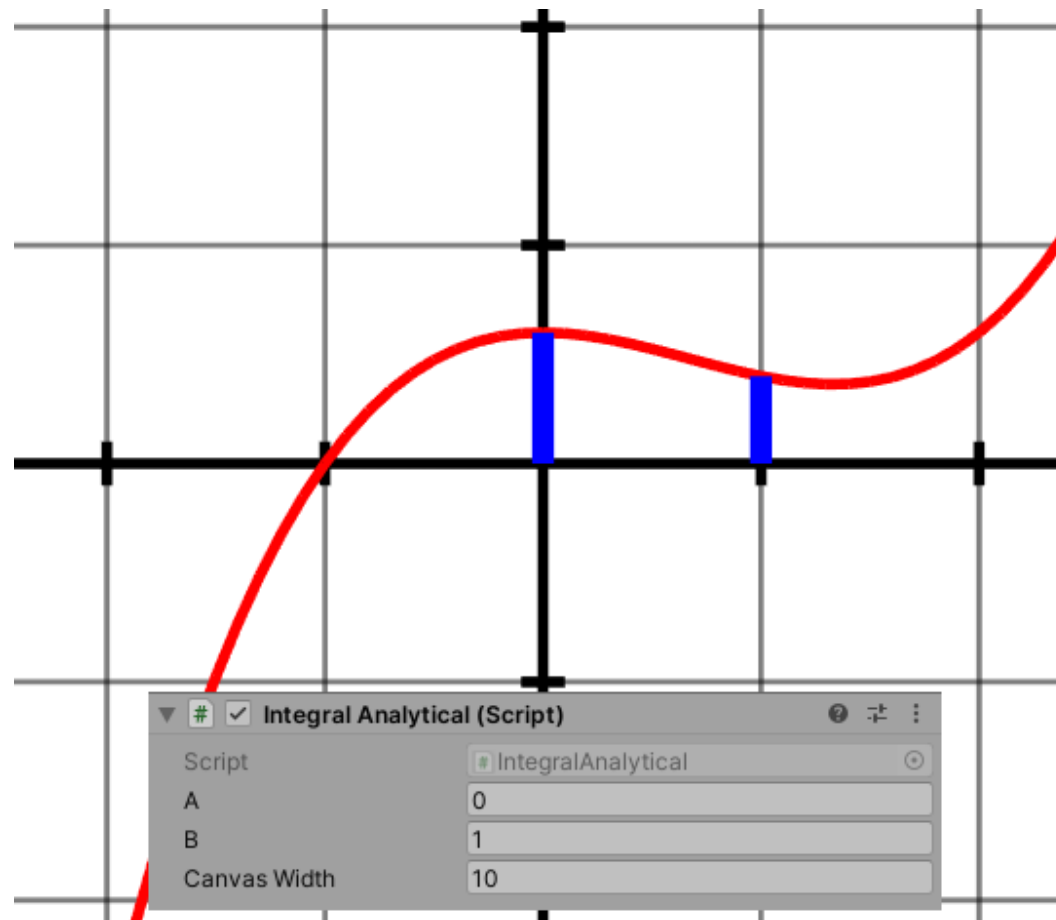 Integral Analytical (Script)
Script IntegralAnalytical
A 0
B 1
Canvas Width 10